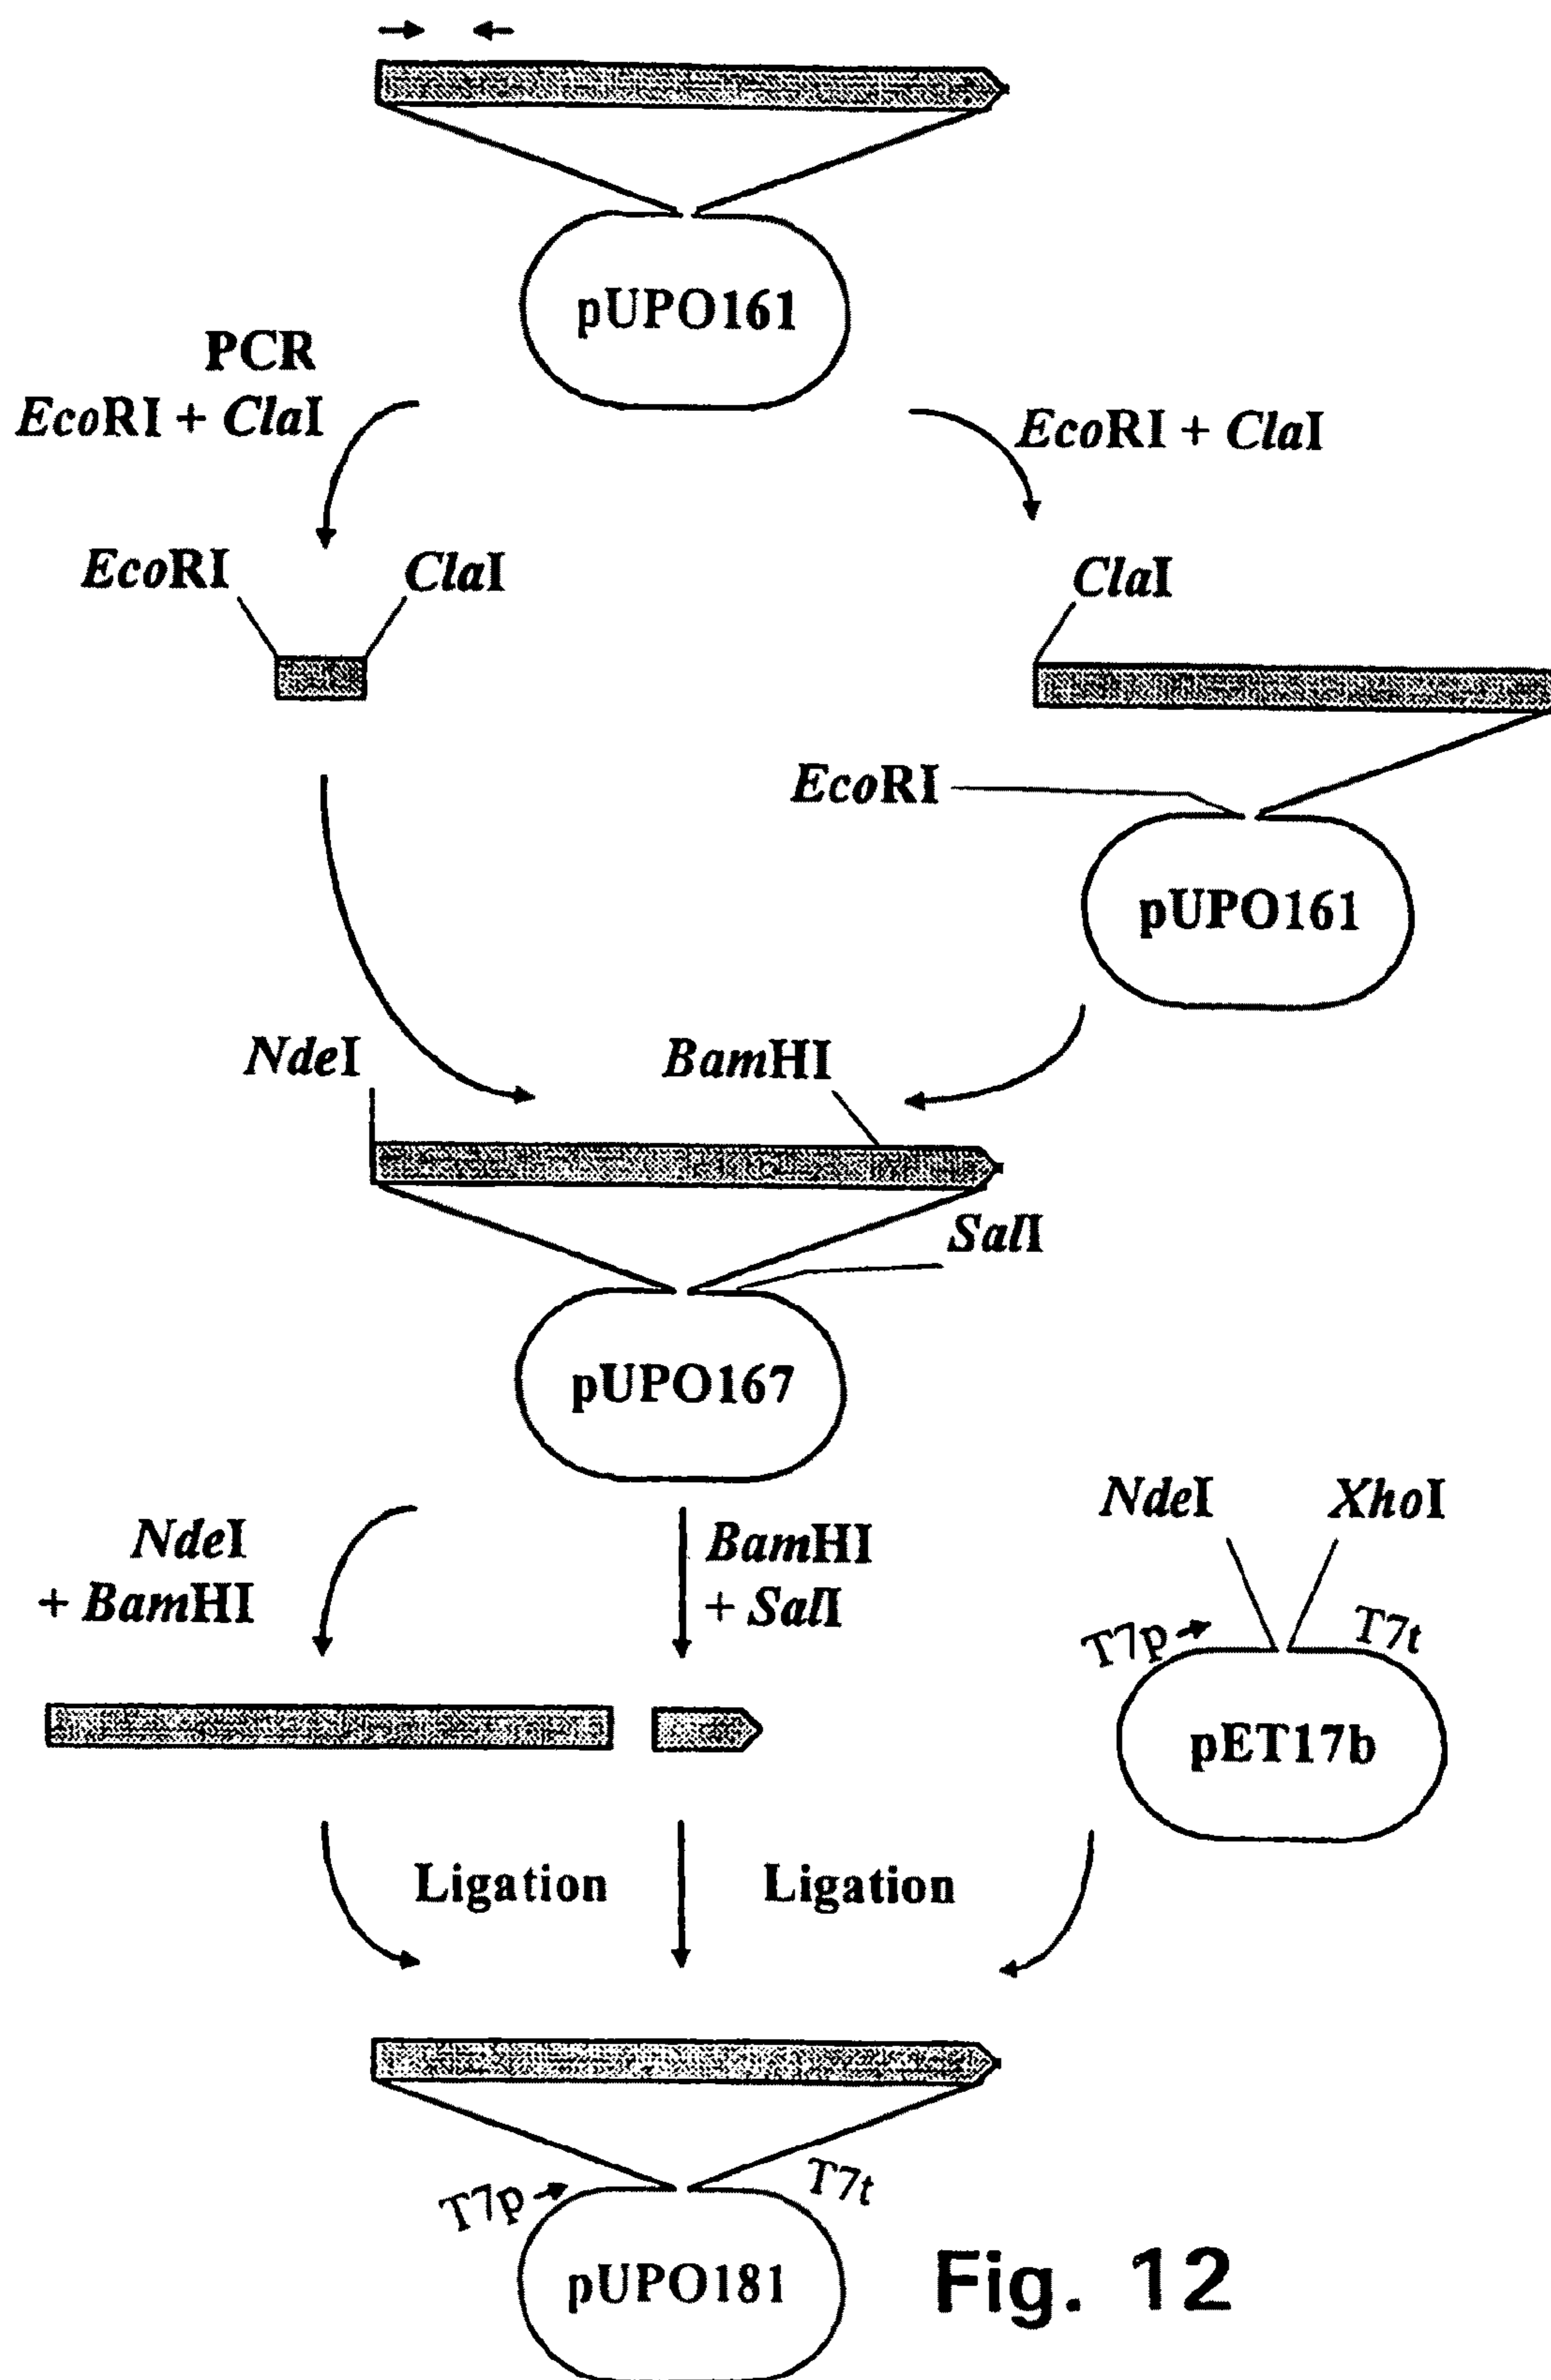 pUPO161
PCR
EcoRI + ClaI
EcoRI + ClaI
EcoRI
ClaI
ClaI
EcoRI
pUPO161
NdeI
BamHI
SalI
pUPO167
NdeI
+ BamHI
BamHI
+ SalI
NdeI
XhoI
T7p
T7t
pET17b
Ligation
Ligation
T7p
T7t
pUPO181
Fig. 12